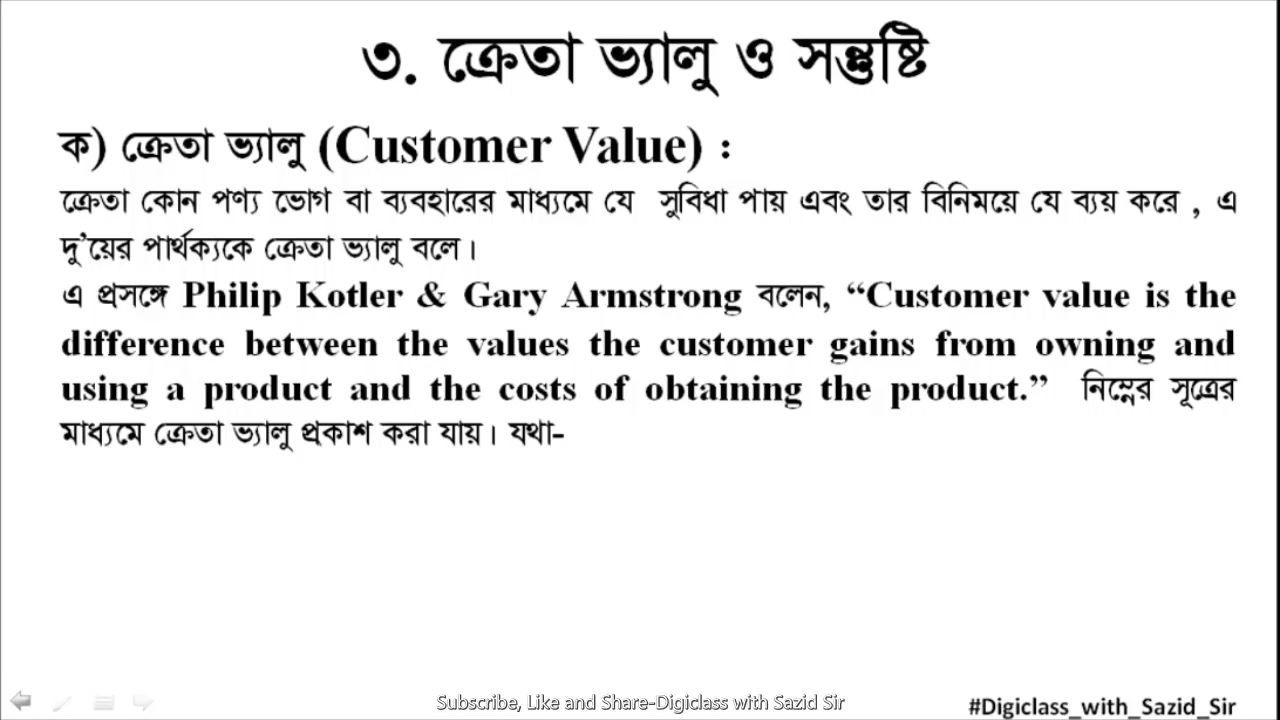 ৩. ক্রেতা ভ্যালু ও সন্তুষ্টি
ক) ক্রেতা ভ্যালু (Customer Value) :
ক্রেতা কোন পণ্য ভোগ বা ব্যবহারের মাধ্যমে যে সুবিধা পায় এবং তার বিনিময়ে যে ব্যয় করে , এ
দু’য়ের পার্থক্যকে ক্রেতা ভ্যালু বলে।
এ প্রসঙ্গে Philip Kotler & Gary Armstrong বলেন, “Customer value is the
difference between the values the customer gains from owning and
using a product and the costs of obtaining the product.” নিম্নের সূত্রের
মাধ্যমে ক্রেতা ভ্যালু প্রকাশ করা যায়। যথা-
Subscribe, Like and Share-Digiclass with Sazid Sir
#Digiclass_with_Sazid_Sir